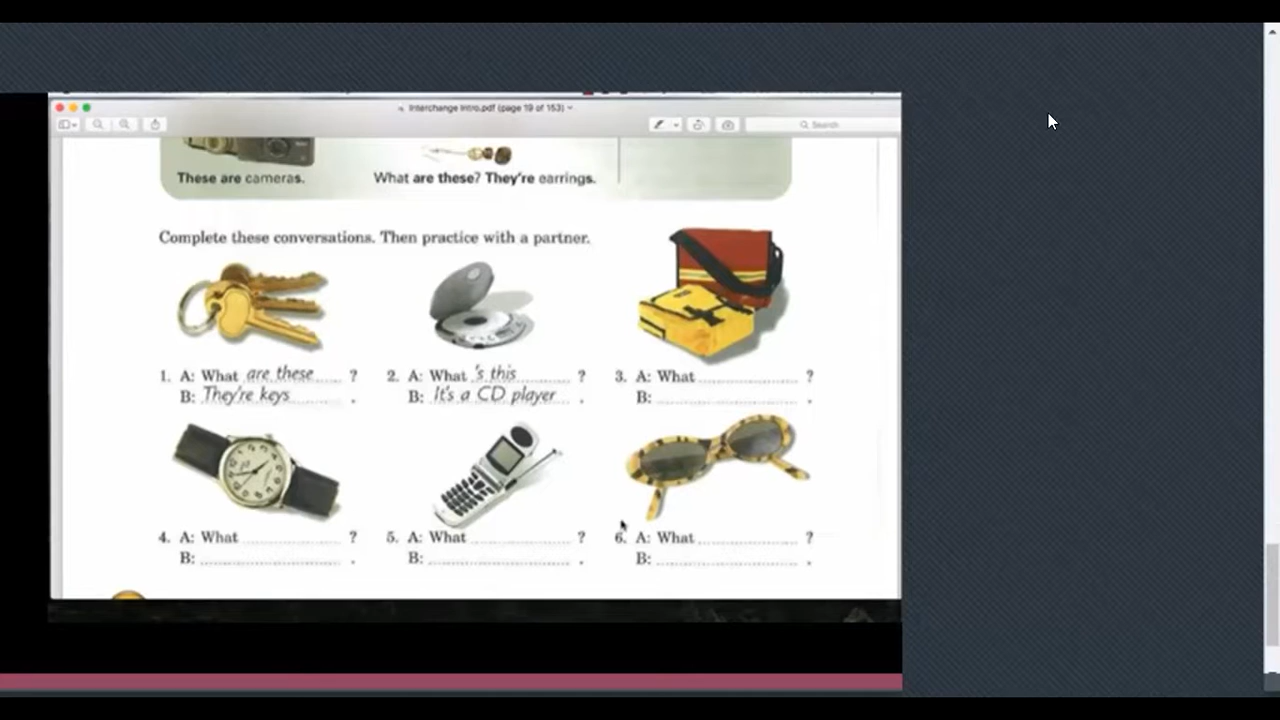 Interchange Intro.pdf (page 19 of 153)
Search
These are cameras.
What are these? They're earrings.
Complete these conversations. Then practice with a partner.
1. A: What are these ?
B: They're keys .
2. A: What 's this ?
B: It's a CD player .
3. A: What ?
B: .
4. A: What ?
B: .
5. A: What ?
B: .
6. A: What ?
B: .